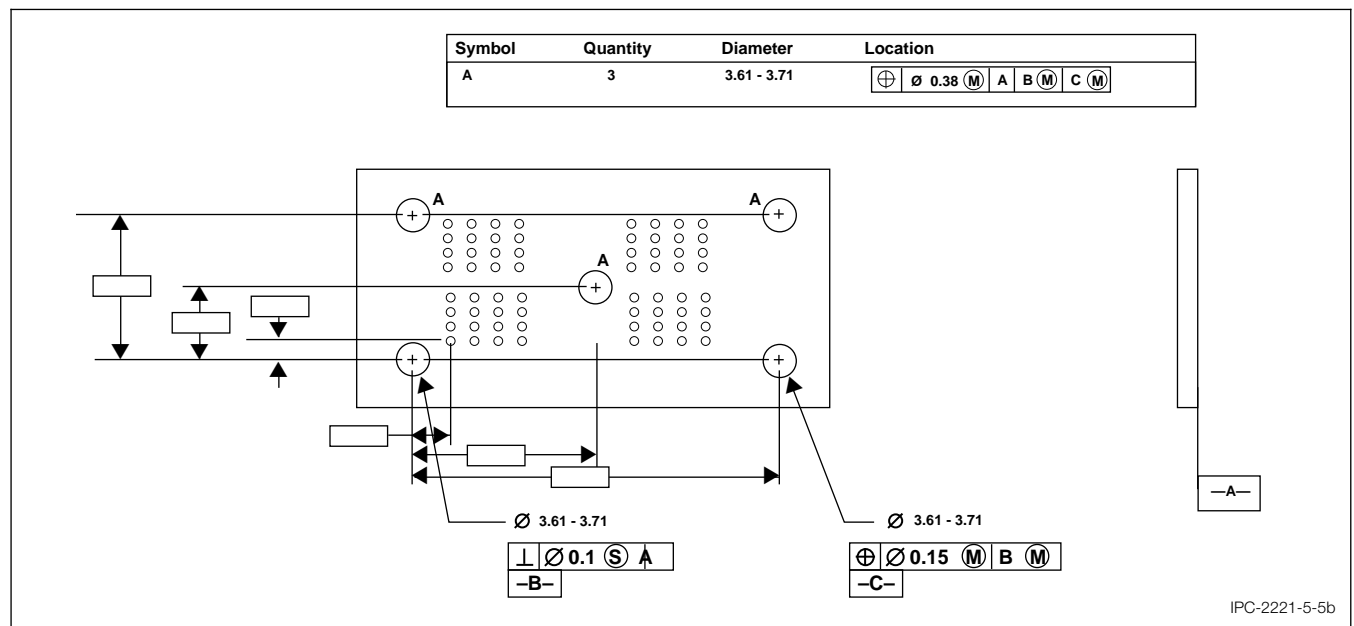 Symbol Quantity Diameter Location
A 3 3.61 - 3.71 ⌖ ø 0.38 Ⓜ A B Ⓜ C Ⓜ
A A
A
—A—
Ø 3.61 - 3.71 Ø 3.61 - 3.71
⊥ Ø 0.1 Ⓢ A ⌖ Ø 0.15 Ⓜ B Ⓜ
–B– –C–
IPC-2221-5-5b